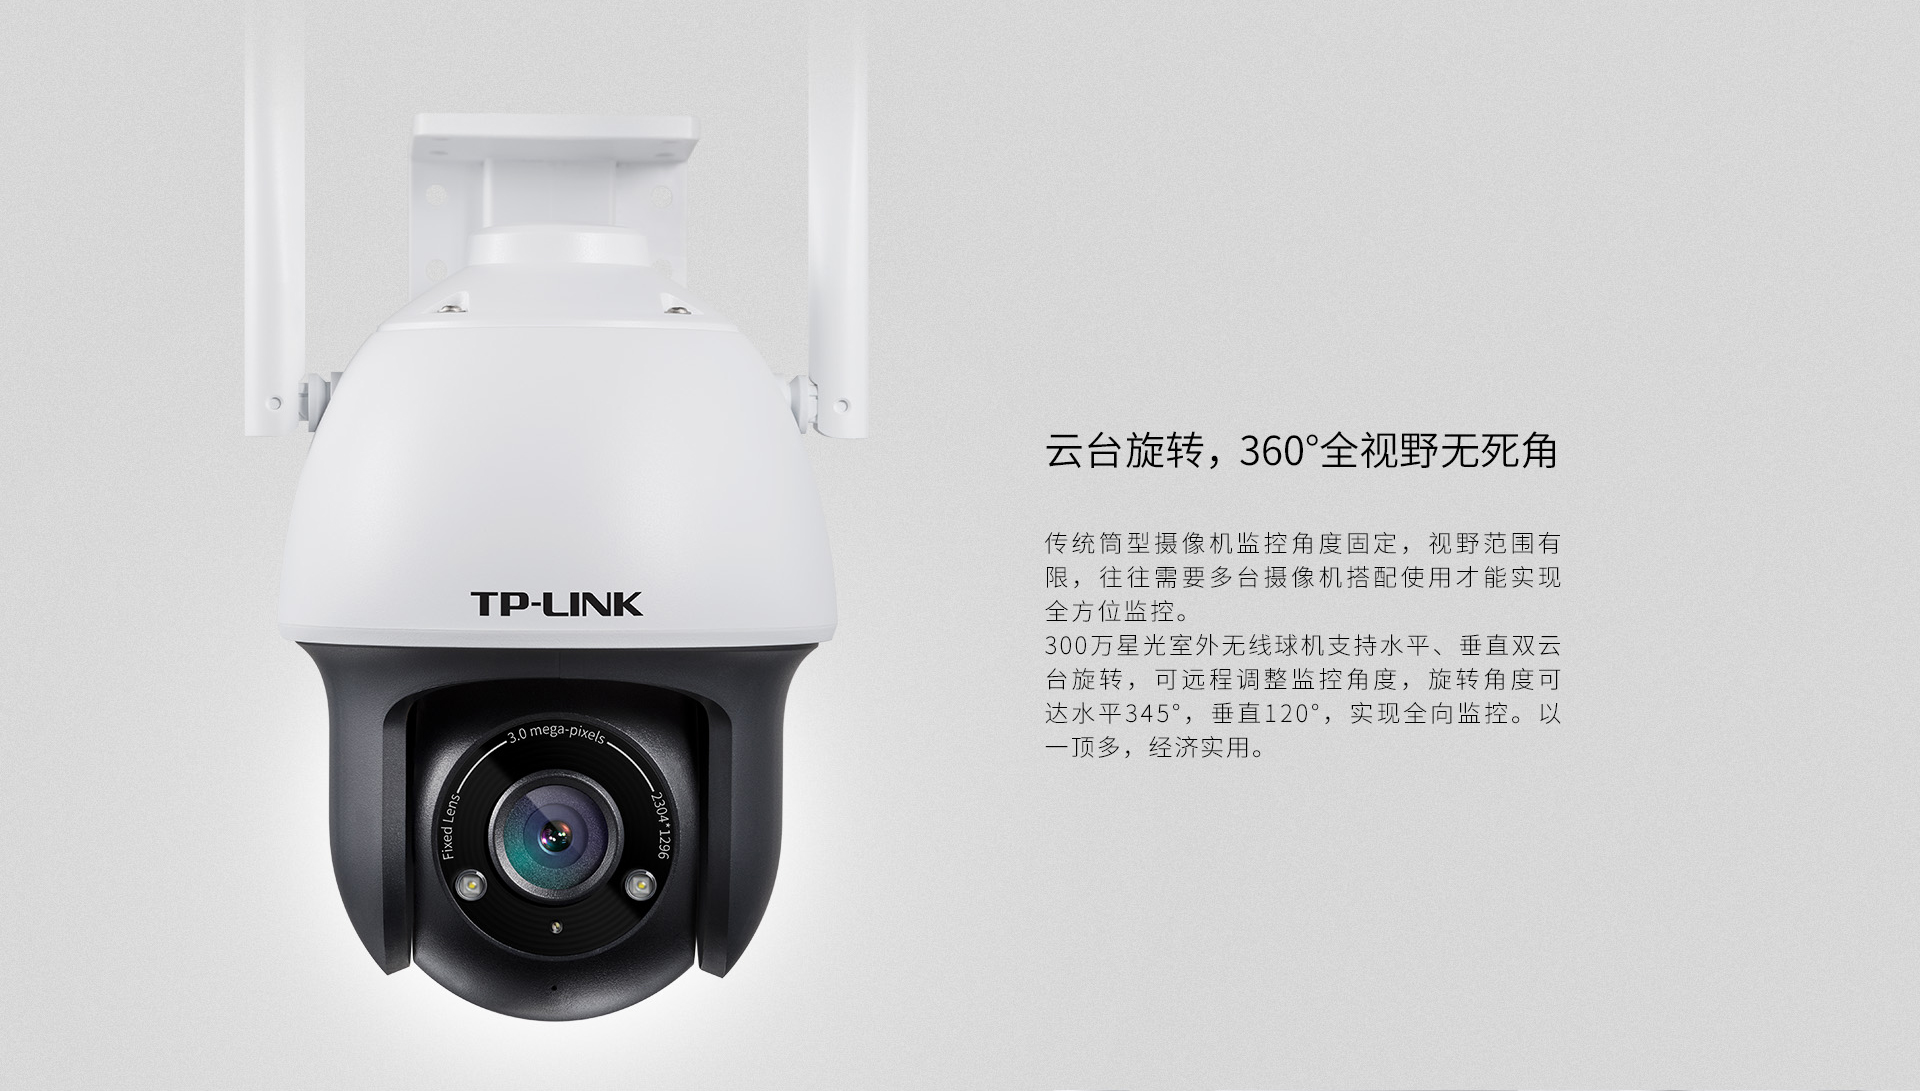 TP-LINK
3.0 mega-pixels
Fixed Lens
2304*1296
云台旋转，360°全视野无死角
传统筒型摄像机监控角度固定，视野范围有
限，往往需要多台摄像机搭配使用才能实现
全方位监控。
300万星光室外无线球机支持水平、垂直双云
台旋转，可远程调整监控角度，旋转角度可
达水平345°，垂直120°，实现全向监控。以
一顶多，经济实用。